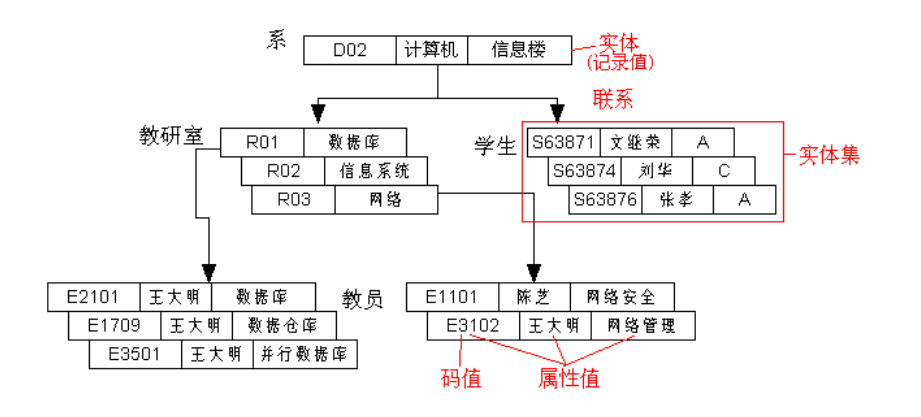 系 D02 计算机 信息楼 实体
(记录值)
联系
教研室 R01 数据库 学生 S63871 文继荣 A
R02 信息系统 S63874 刘华 C 实体集
R03 网络 S63876 张孝 A
E2101 王大明 数据库 教员 E1101 陈芝 网络安全
E1709 王大明 数据仓库 E3102 王大明 网络管理
E3501 王大明 并行数据库
码值 属性值